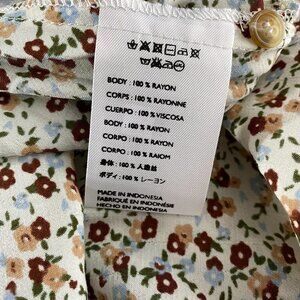 BODY : 100 % RAYON
CORPS : 100 % RAYONNE
CUERPO : 100 % VISCOSA
BODY : 100 % RAYON
CORPO : 100 % RAYON
CORPO : 100 % RAIOM
身体 : 100 % 人造丝
ボディ : 100 % レーヨン
MADE IN INDONESIA
FABRIQUÉ EN INDONÉSIE
HECHO EN INDONESIA